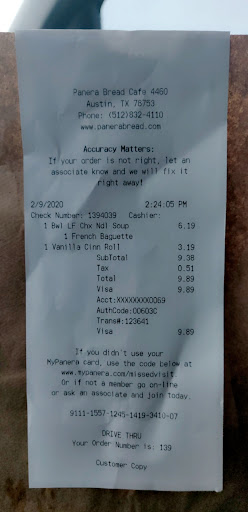 Panera Bread Cafe 4460
Austin, TX 78753
Phone: (512)832-4110
www.panerabread.com
Accuracy Matters:
If your order is not right, let an
associate know and we will fix it
right away!
2/9/2020 2:24:05 PM
Check Number: 1394039 Cashier:
1 Bwl LF Chx Ndl Soup 6.19
1 French Baguette
1 Vanilla Cinn Roll 3.19
SubTotal 9.38
Tax 0.51
Total 9.89
Visa 9.89
Acct:XXXXXXXX0069
AuthCode:00603C
Trans#:123641
Visa 9.89
If you didn't use your
MyPanera card, use the code below at
www.mypanera.com/missedvisit.
Or if not a member go on-line
or ask an associate and join today.
9111-1557-1245-1419-3410-07
DRIVE THRU
Your Order Number is: 139
Customer Copy